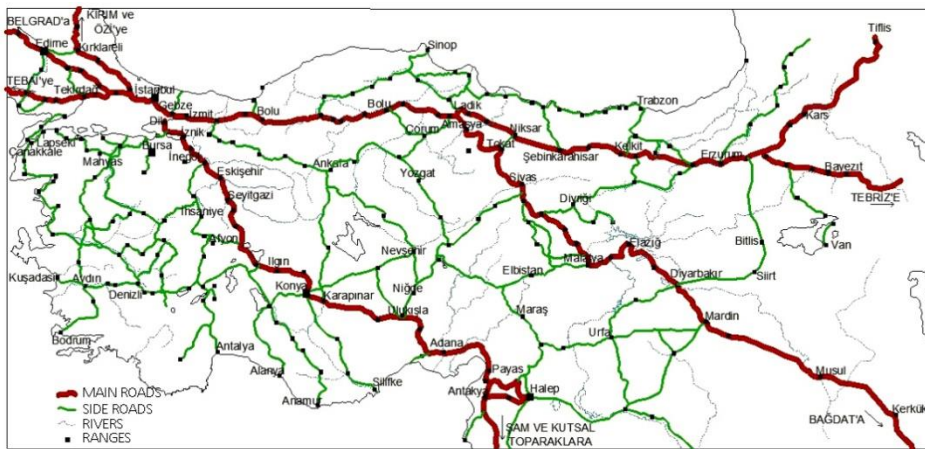 BELGRAD'a
KIRIM ve
ÖZİ'ye
Tiflis
Edirne
Kırklareli
Sinop
TEBAİ'ye
Tekirdağ
İstanbul
Gebze
İzmit
Bolu
Bolu
Ladik
Trabzon
Kars
Dil
İznik
Çorum
Amasya
Niksar
Lapseki
Bursa
Çanakkale
Manyas
İnegöl
Ankara
Tokat
Şebinkarahisar
Kelkit
Erzurum
Bayezıt
TEBRİZ'E
Eskişehir
Yozgat
Sivas
Seyitgazi
Divriği
İhsaniye
Afyon
Nevşehir
Elazığ
Bitlis
Van
Ilgın
Malatya
Kuşadası
Aydın
Denizli
Konya
Karapınar
Niğde
Elbistan
Diyarbakır
Siirt
Ulukışla
Maraş
Mardin
Bodrum
Antalya
Adana
Urfa
Alanya
Silifke
Payas
Musul
Anamur
Antakya
Halep
Kerkük
BAĞDAT'A
ŞAM VE KUTSAL
TOPARAKLARA
MAIN ROADS
SIDE ROADS
RIVERS
RANGES